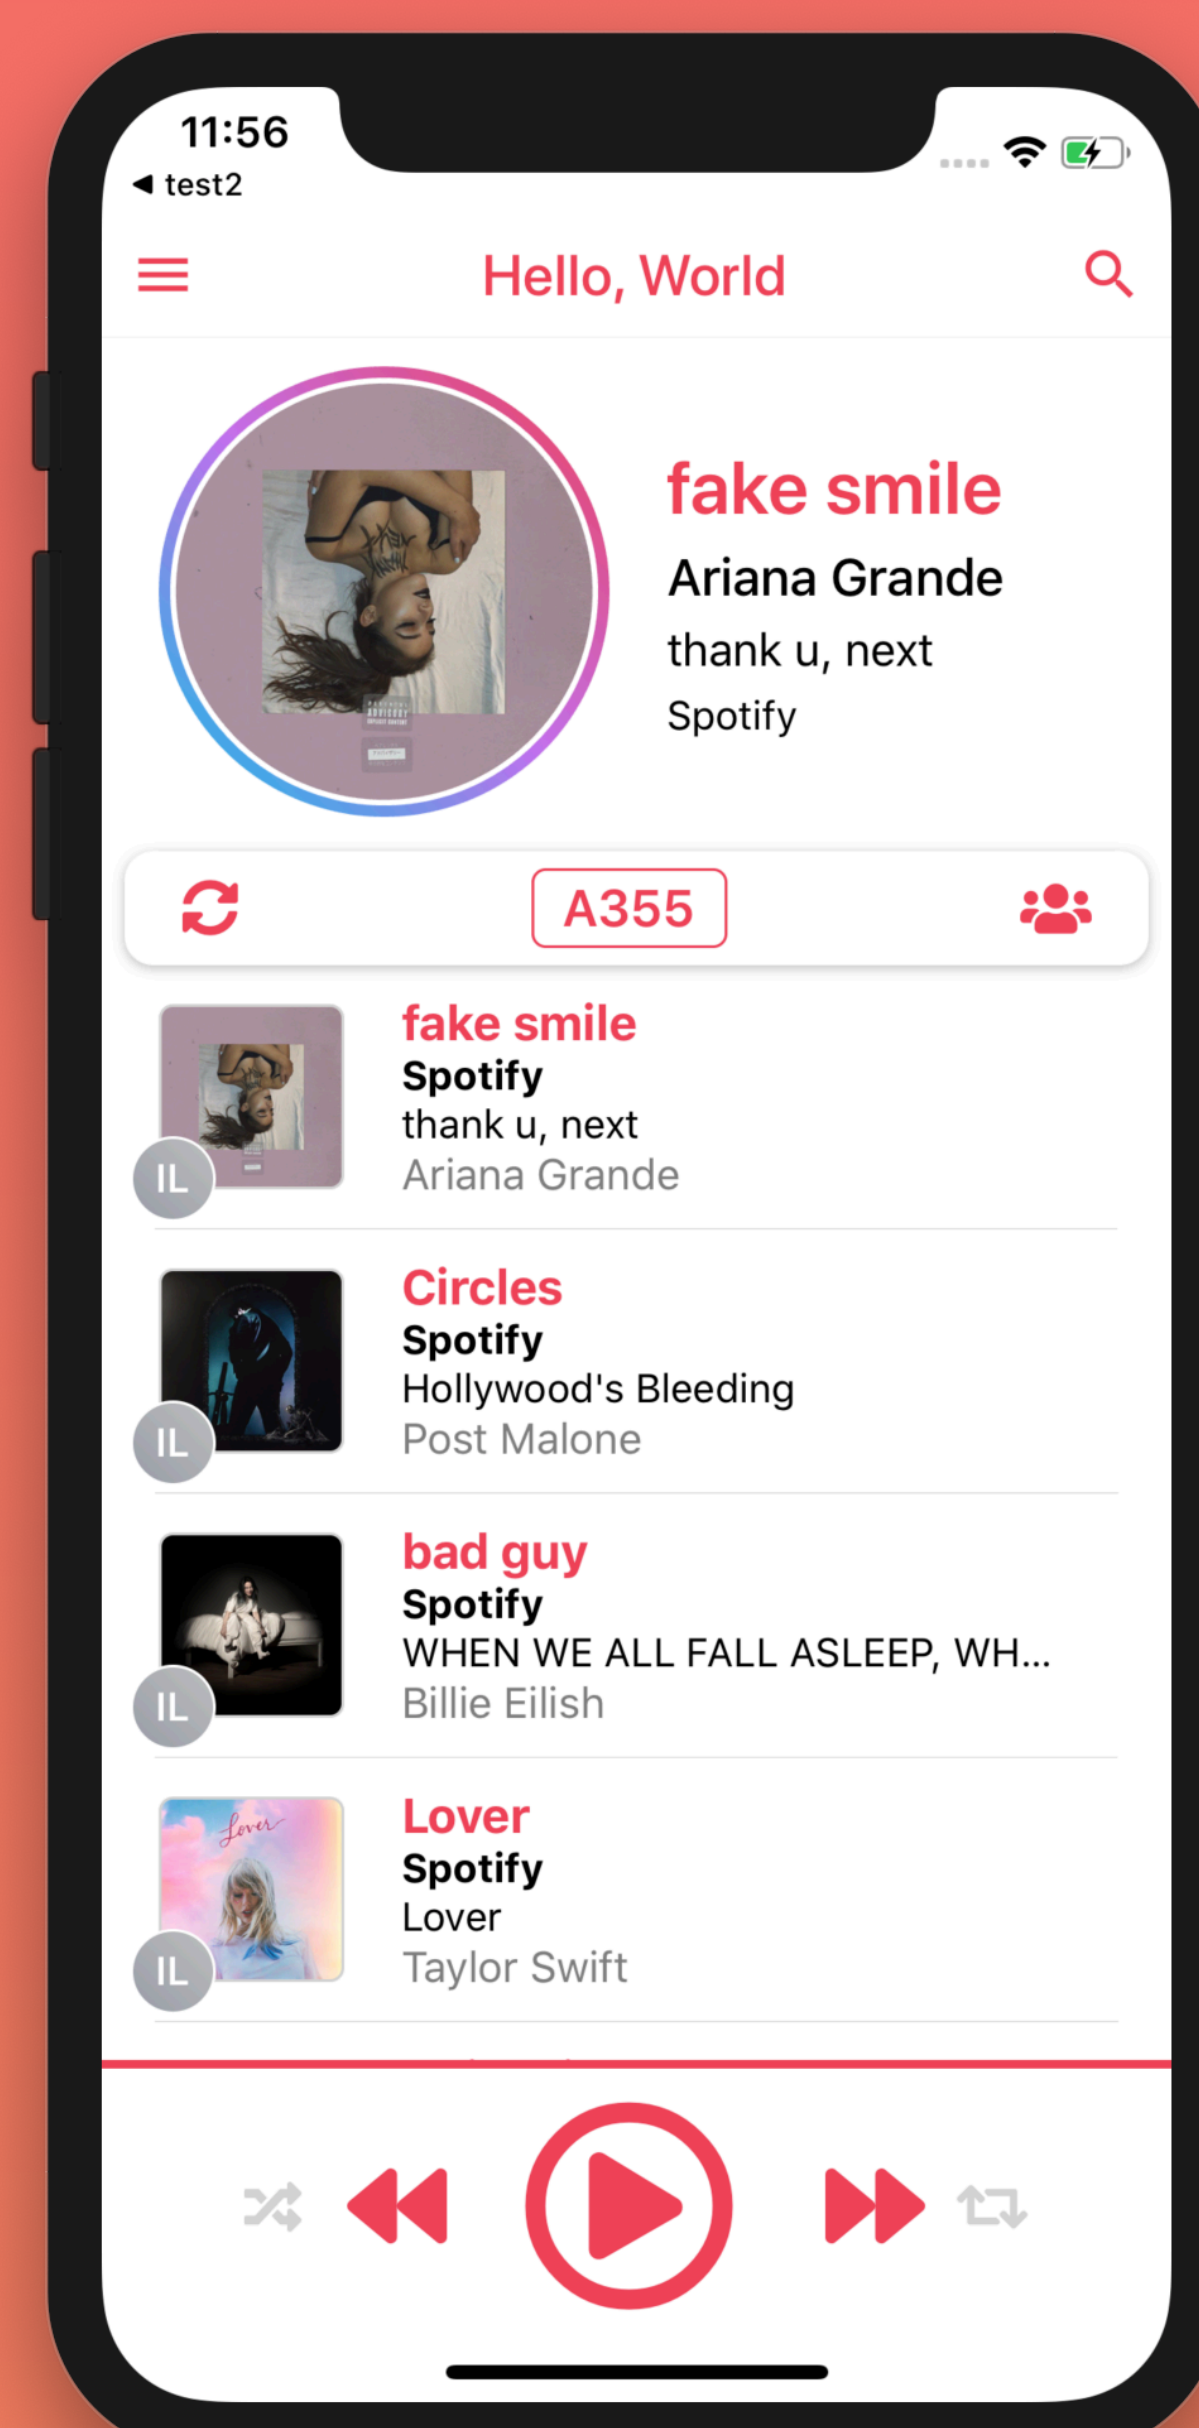 11:56
◀ test2
Hello, World
fake smile
Ariana Grande
thank u, next
Spotify
A355
fake smile
Spotify
thank u, next
Ariana Grande
IL
Circles
Spotify
Hollywood's Bleeding
Post Malone
IL
bad guy
Spotify
WHEN WE ALL FALL ASLEEP, WH...
Billie Eilish
IL
Lover
Lover
Spotify
Lover
Taylor Swift
IL